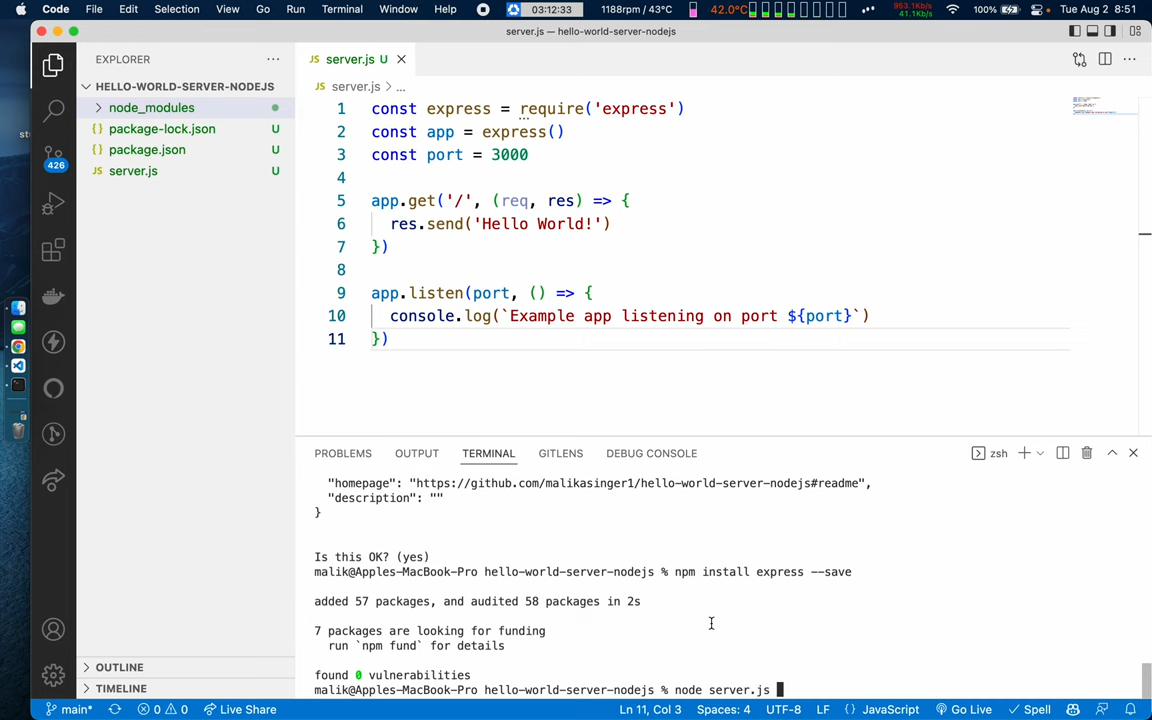 Code File Edit Selection View Go Run Terminal Window Help 03:12:33 1188rpm / 43°C 42.0°C 953.1Kb/s 41.1Kb/s 100% Tue Aug 2 8:51
server.js — hello-world-server-nodejs
EXPLORER
HELLO-WORLD-SERVER-NODEJS
node_modules
{} package-lock.json U
{} package.json U
JS server.js U
426
OUTLINE
TIMELINE
JS server.js U
JS server.js > ...
1 const express = require('express')
2 const app = express()
3 const port = 3000
4
5 app.get('/', (req, res) => {
6 res.send('Hello World!')
7 })
8
9 app.listen(port, () => {
10 console.log(`Example app listening on port ${port}`)
11 })
PROBLEMS OUTPUT TERMINAL GITLENS DEBUG CONSOLE zsh
"homepage": "https://github.com/malikasinger1/hello-world-server-nodejs#readme",
"description": ""
}
Is this OK? (yes)
malik@Apples-MacBook-Pro hello-world-server-nodejs % npm install express --save
added 57 packages, and audited 58 packages in 2s
7 packages are looking for funding
run `npm fund` for details
found 0 vulnerabilities
malik@Apples-MacBook-Pro hello-world-server-nodejs % node server.js
main* 0 0 Live Share Ln 11, Col 3 Spaces: 4 UTF-8 LF {} JavaScript Go Live Spell